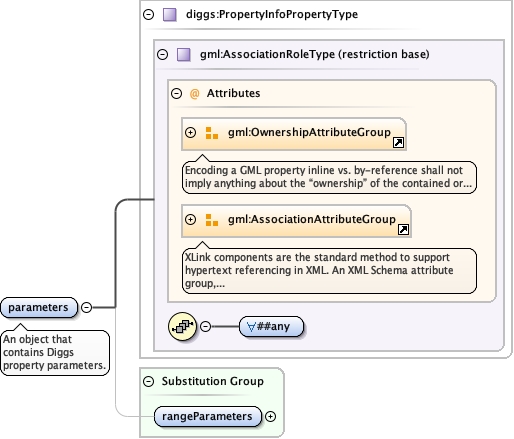 diggs:PropertyInfoPropertyType
gml:AssociationRoleType (restriction base)
@ Attributes
gml:OwnershipAttributeGroup
Encoding a GML property inline vs. by-reference shall not
imply anything about the “ownership” of the contained or...
gml:AssociationAttributeGroup
XLink components are the standard method to support
hypertext referencing in XML. An XML Schema attribute
group,...
parameters
An object that
contains Diggs
property parameters.
∀##any
Substitution Group
rangeParameters